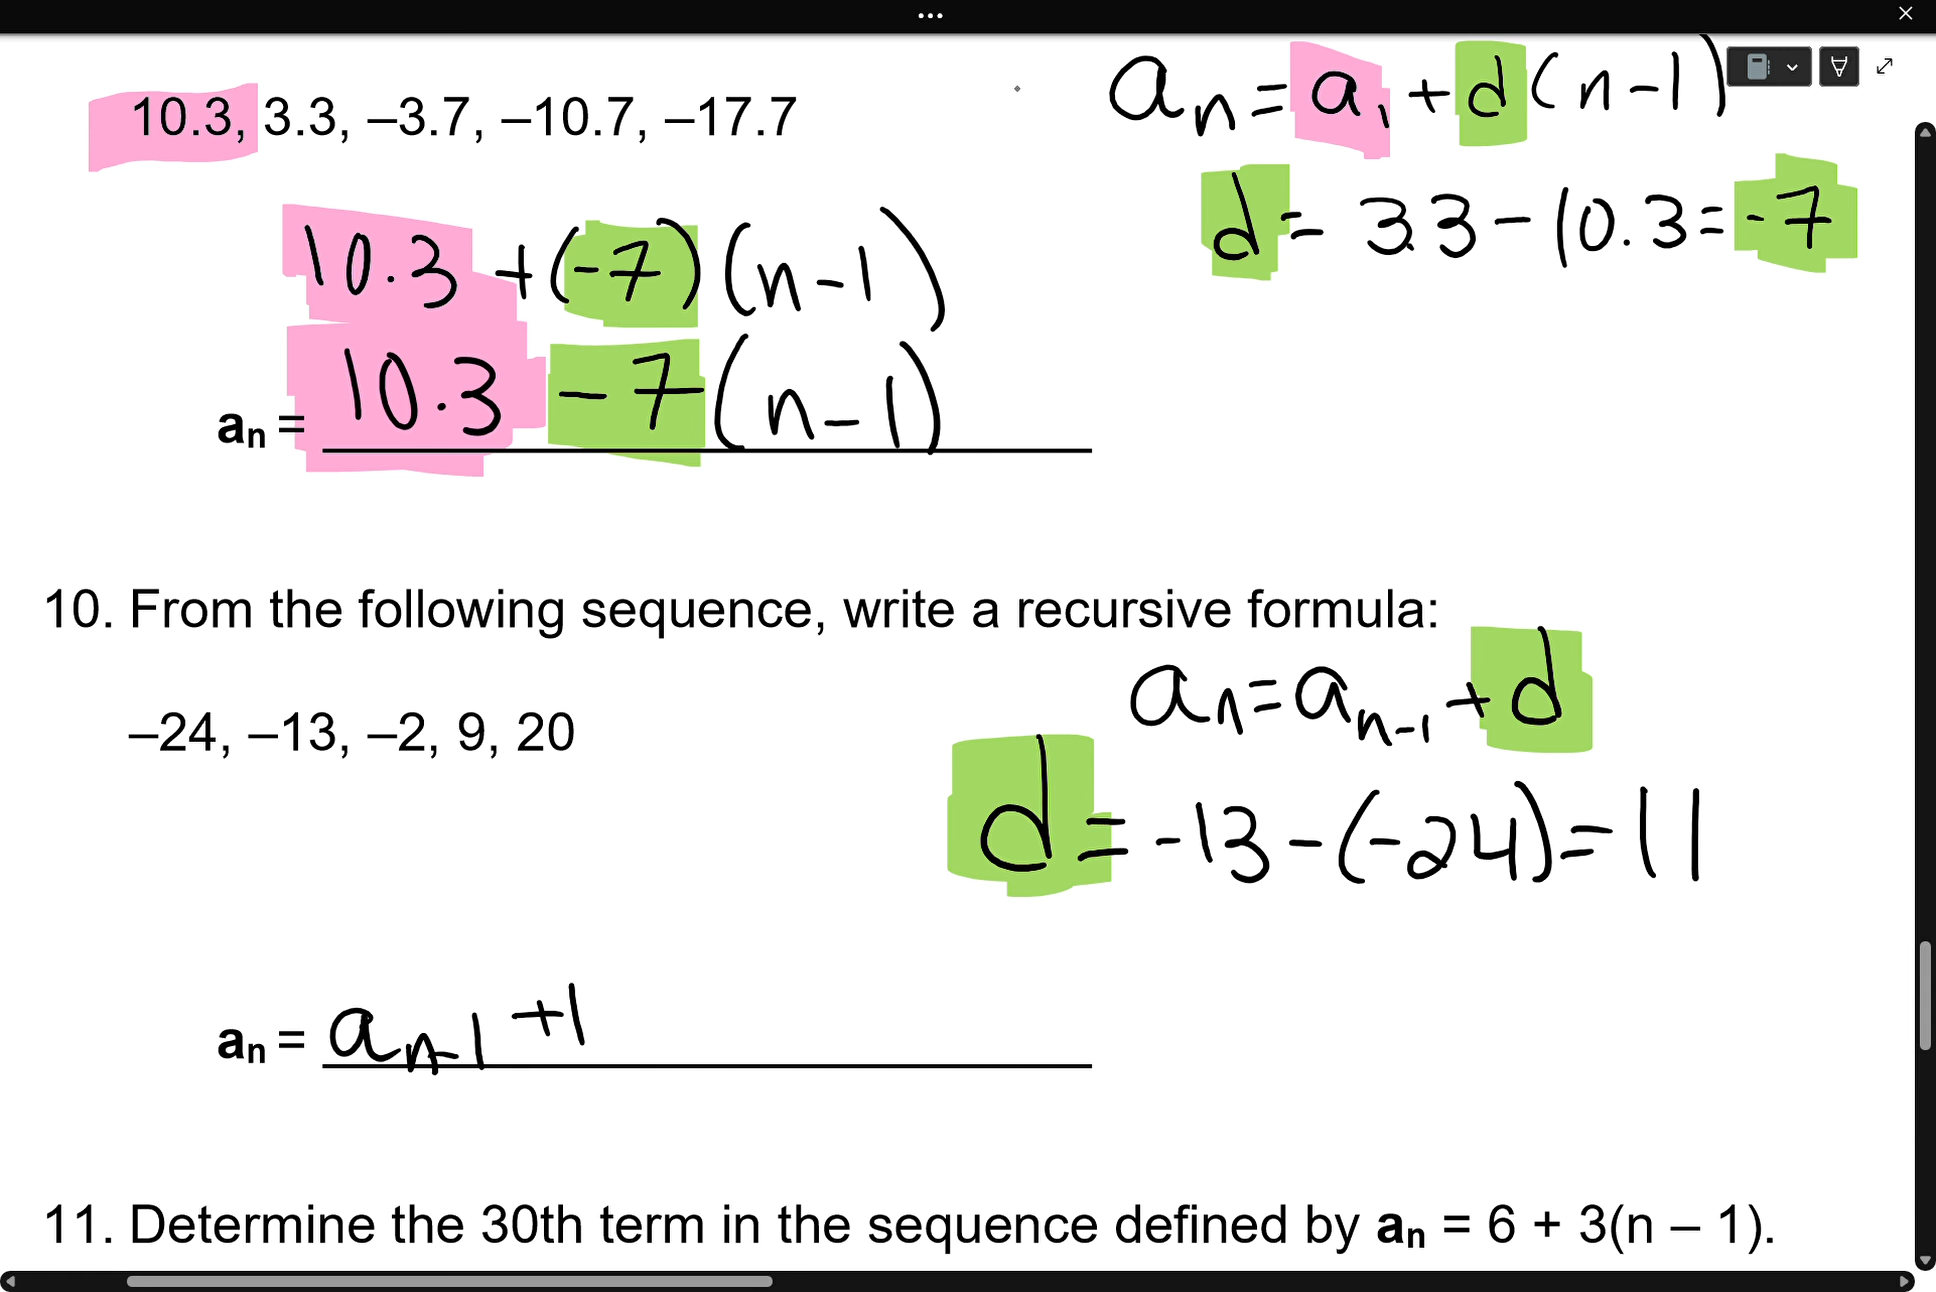 10.3, 3.3, –3.7, –10.7, –17.7
aₙ = a₁ + d(n-1)
d = 3.3 - 10.3 = -7
10.3 + (-7)(n-1)
aₙ = 10.3 - 7(n-1)
10. From the following sequence, write a recursive formula:
aₙ = aₙ₋₁ + d
–24, –13, –2, 9, 20
d = -13 - (-24) = 11
aₙ = aₙ₋₁ + 1
11. Determine the 30th term in the sequence defined by aₙ = 6 + 3(n – 1).